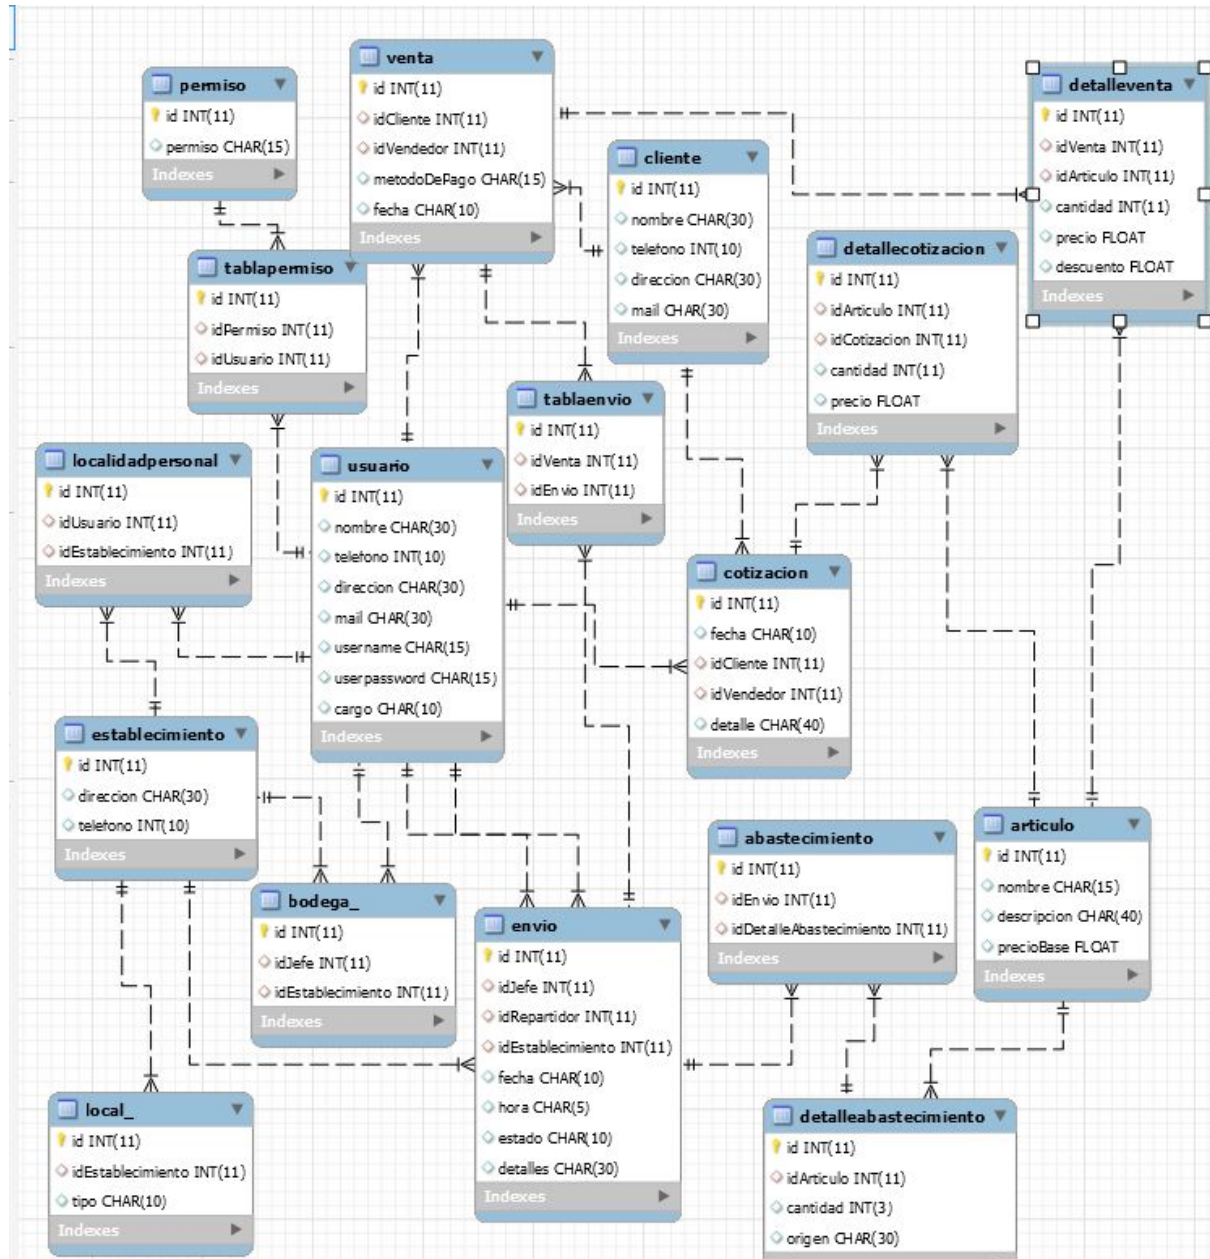 venta
id INT(11)
idCliente INT(11)
idVendedor INT(11)
metodoDePago CHAR(15)
fecha CHAR(10)
Indexes
permiso
id INT(11)
permiso CHAR(15)
Indexes
detalleventa
id INT(11)
idVenta INT(11)
idArticulo INT(11)
cantidad INT(11)
precio FLOAT
descuento FLOAT
Indexes
cliente
id INT(11)
nombre CHAR(30)
telefono INT(10)
direccion CHAR(30)
mail CHAR(30)
Indexes
detallecotizacion
id INT(11)
idArticulo INT(11)
idCotizacion INT(11)
cantidad INT(11)
precio FLOAT
Indexes
tablapermiso
id INT(11)
idPermiso INT(11)
idUsuario INT(11)
Indexes
tablaenvio
id INT(11)
idVenta INT(11)
idEnvio INT(11)
Indexes
localidadpersonal
id INT(11)
idUsuario INT(11)
idEstablecimiento INT(11)
Indexes
usuario
id INT(11)
nombre CHAR(30)
telefono INT(10)
direccion CHAR(30)
mail CHAR(30)
username CHAR(15)
userpassword CHAR(15)
cargo CHAR(10)
Indexes
cotizacion
id INT(11)
fecha CHAR(10)
idCliente INT(11)
idVendedor INT(11)
detalle CHAR(40)
Indexes
establecimiento
id INT(11)
direccion CHAR(30)
telefono INT(10)
Indexes
abastecimiento
id INT(11)
idEnvio INT(11)
idDetalleAbastecimiento INT(11)
Indexes
articulo
id INT(11)
nombre CHAR(15)
descripcion CHAR(40)
precioBase FLOAT
Indexes
bodega_
id INT(11)
idJefe INT(11)
idEstablecimiento INT(11)
Indexes
envio
id INT(11)
idJefe INT(11)
idRepartidor INT(11)
idEstablecimiento INT(11)
fecha CHAR(10)
hora CHAR(5)
estado CHAR(10)
detalles CHAR(30)
Indexes
local_
id INT(11)
idEstablecimiento INT(11)
tipo CHAR(10)
Indexes
detalleabastecimiento
id INT(11)
idArticulo INT(11)
cantidad INT(3)
origen CHAR(30)